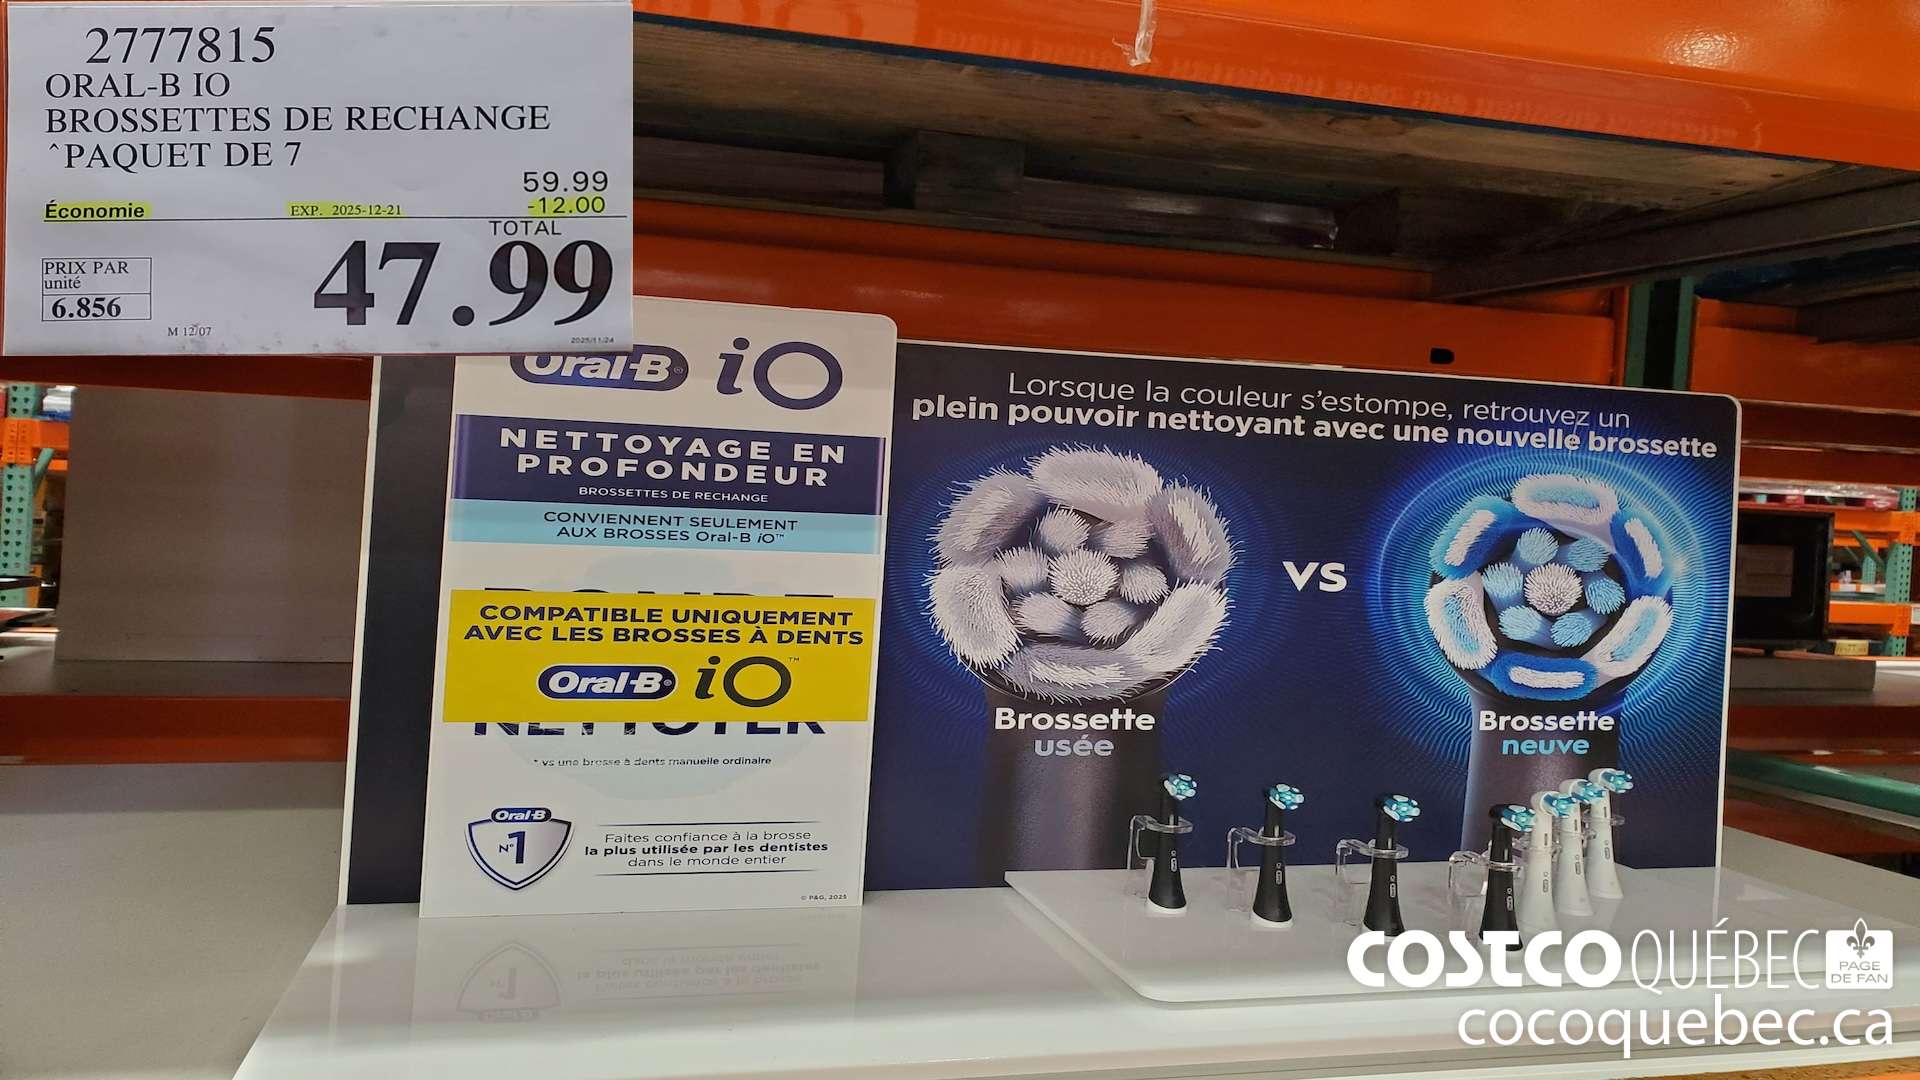 2777815
ORAL-B IO
BROSSETTES DE RECHANGE
^PAQUET DE 7
59.99
Économie EXP. 2025-12-21 -12.00
TOTAL
47.99
PRIX PAR
unité
6.856
M 12/07
2025/11/24
Oral-B® iO
NETTOYAGE EN
PROFONDEUR
BROSSETTES DE RECHANGE
CONVIENNENT SEULEMENT
AUX BROSSES Oral-B iO™
COMPATIBLE UNIQUEMENT
AVEC LES BROSSES À DENTS
Oral-B® iO™
NETTOYER
* vs une brosse à dents manuelle ordinaire
Oral-B
N° 1
Faites confiance à la brosse
la plus utilisée par les dentistes
dans le monde entier
© P&G, 2025
Lorsque la couleur s'estompe, retrouvez un
plein pouvoir nettoyant avec une nouvelle brossette
vs
Brossette
usée
Brossette
neuve
COSTCO QUÉBEC
PAGE
DE FAN
cocoquebec.ca